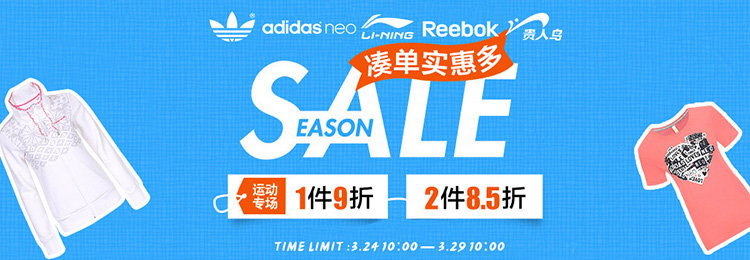 adidas neo LI-NING Reebok 贵人鸟
凑单实惠多
SALE
EASON
运动
专场
1件9折
2件8.5折
TIME LIMIT :3.24 10:00 — 3.29 10:00